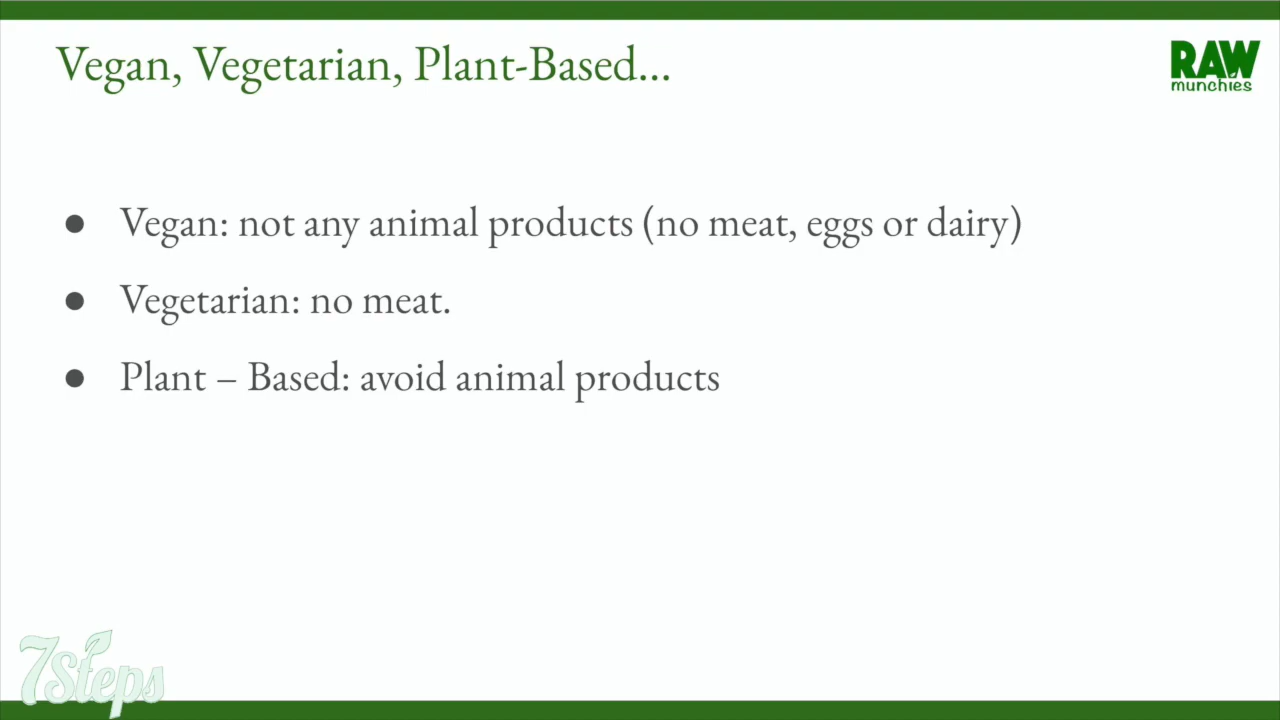 Vegan, Vegetarian, Plant-Based...
RAW
munchies
● Vegan: not any animal products (no meat, eggs or dairy)
● Vegetarian: no meat.
● Plant – Based: avoid animal products
7Steps